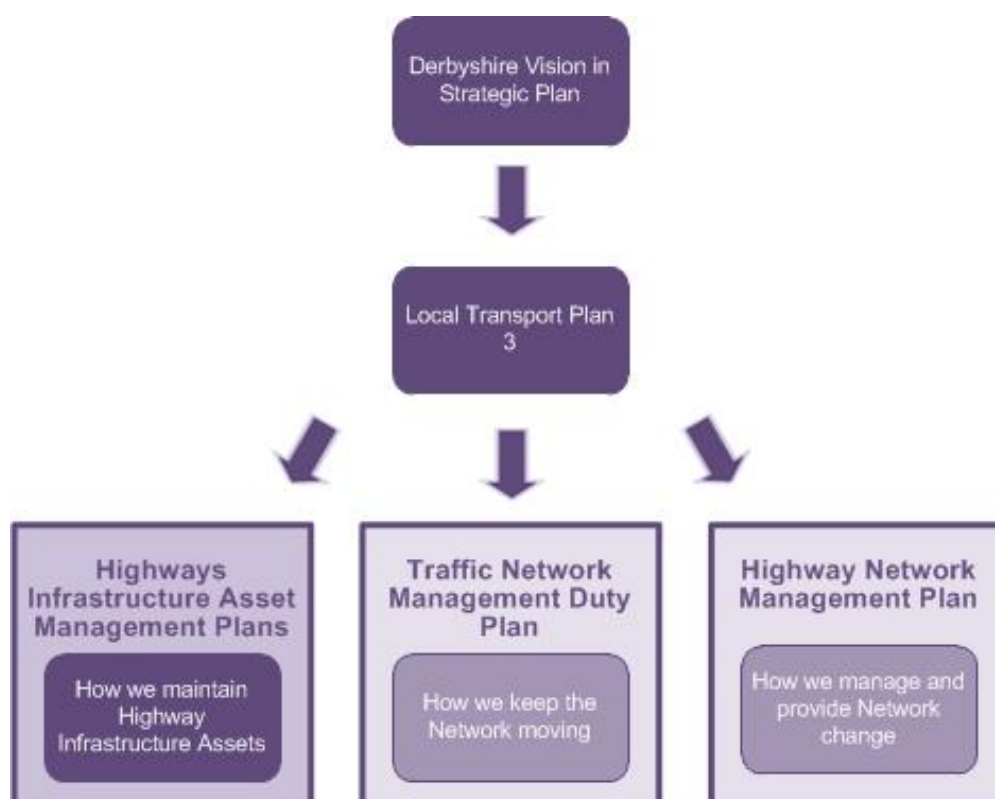 Derbyshire Vision in
Strategic Plan
Local Transport Plan
3
Highways
Infrastructure Asset
Management Plans
How we maintain
Highway
Infrastructure Assets
Traffic Network
Management Duty
Plan
How we keep the
Network moving
Highway Network
Management Plan
How we manage and
provide Network
change